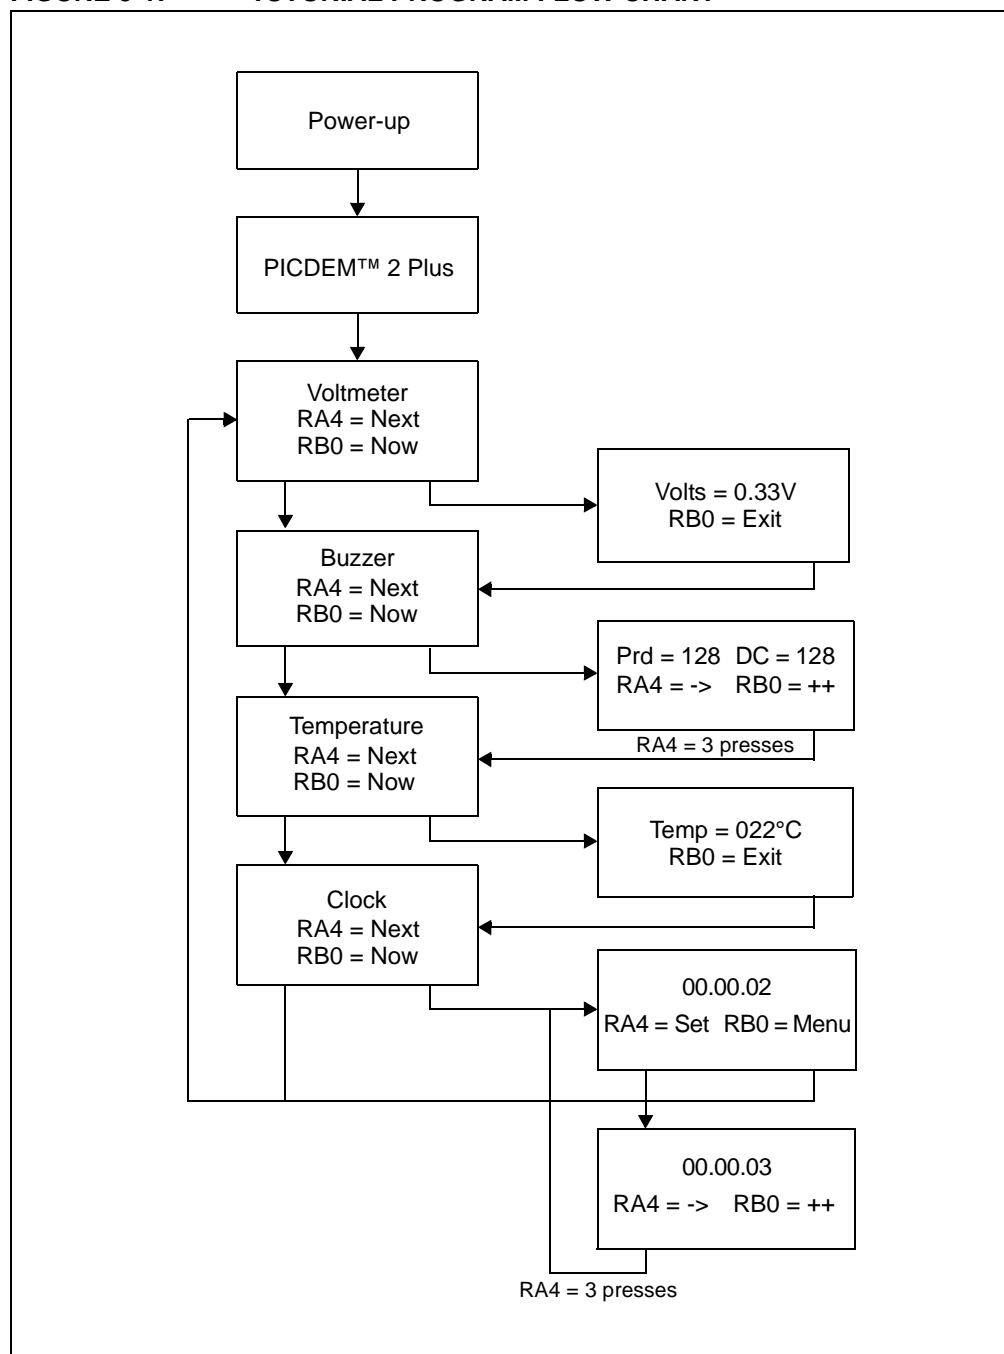 Power-up
PICDEM™ 2 Plus
Voltmeter
RA4 = Next
RB0 = Now
Volts = 0.33V
RB0 = Exit
Buzzer
RA4 = Next
RB0 = Now
Prd = 128 DC = 128
RA4 = -> RB0 = ++
RA4 = 3 presses
Temperature
RA4 = Next
RB0 = Now
Temp = 022°C
RB0 = Exit
Clock
RA4 = Next
RB0 = Now
00.00.02
RA4 = Set RB0 = Menu
00.00.03
RA4 = -> RB0 = ++
RA4 = 3 presses